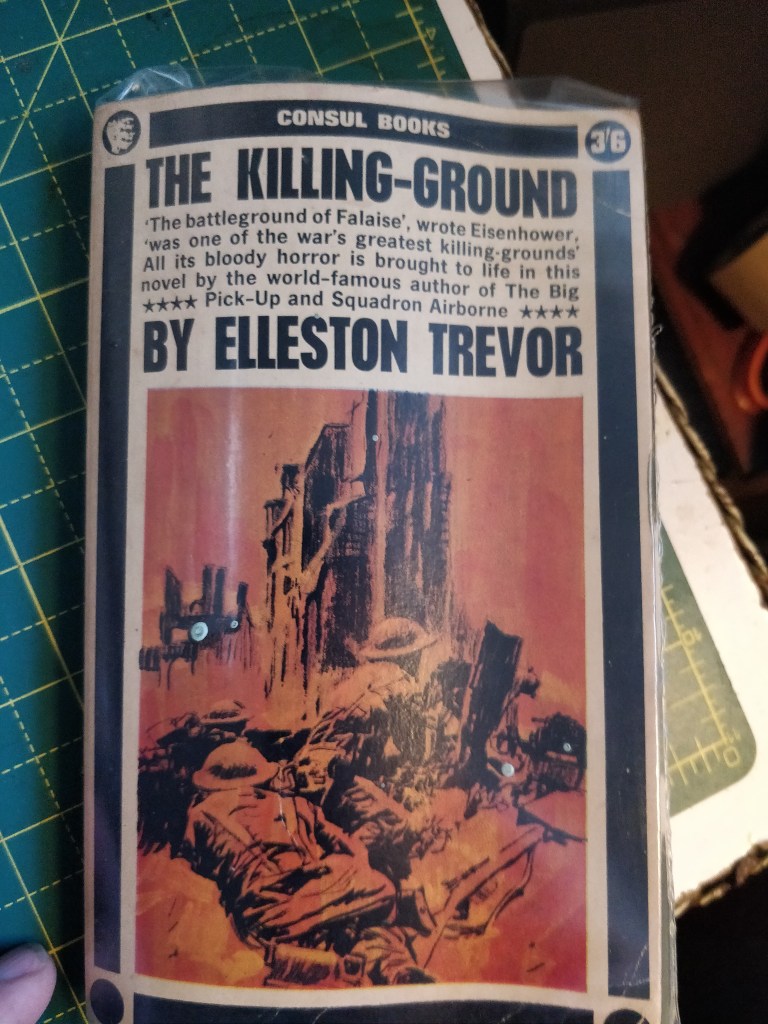 CONSUL BOOKS
3/6
THE KILLING-GROUND
'The battleground of Falaise', wrote Eisenhower,
'was one of the war's greatest killing-grounds'
All its bloody horror is brought to life in this
novel by the world-famous author of The Big
★★★★ Pick-Up and Squadron Airborne ★★★★
BY ELLESTON TREVOR